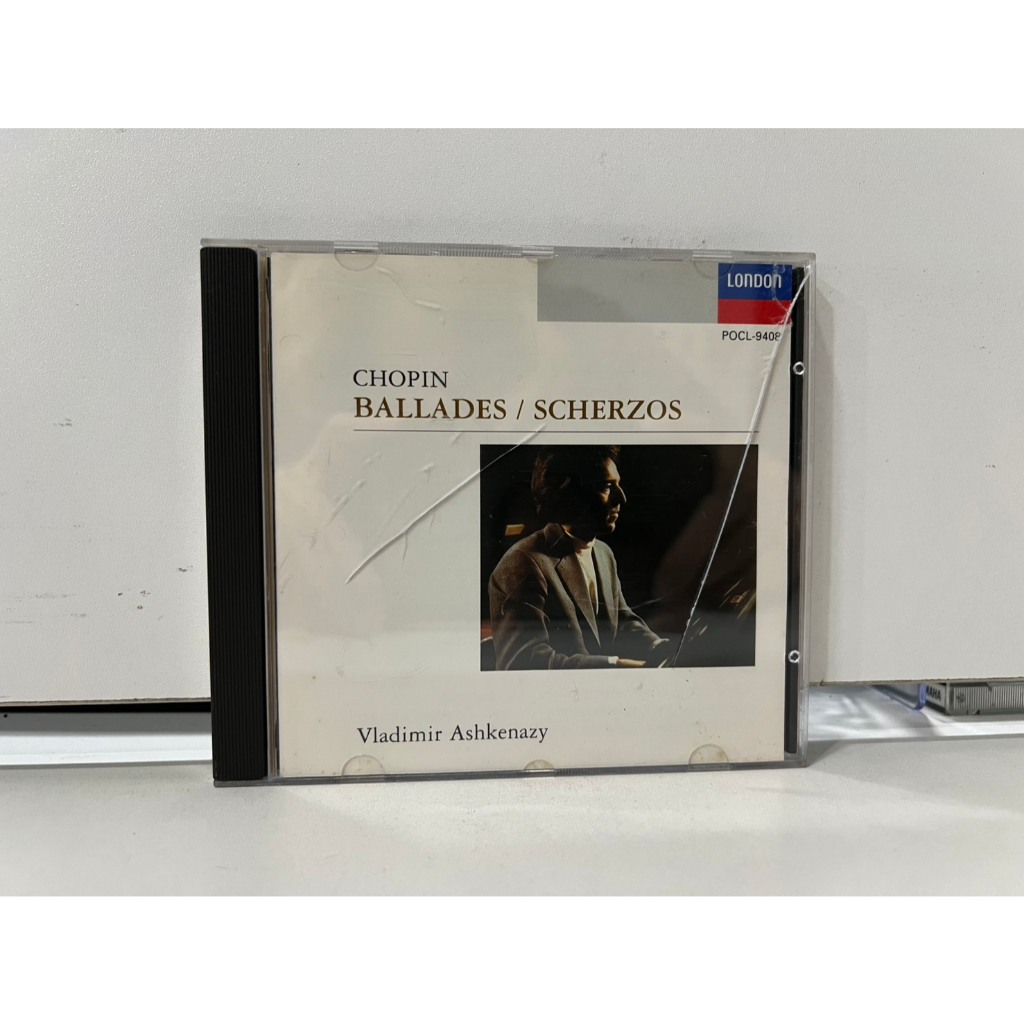 LONDON
POCL-9408
CHOPIN
BALLADES / SCHERZOS
Vladimir Ashkenazy